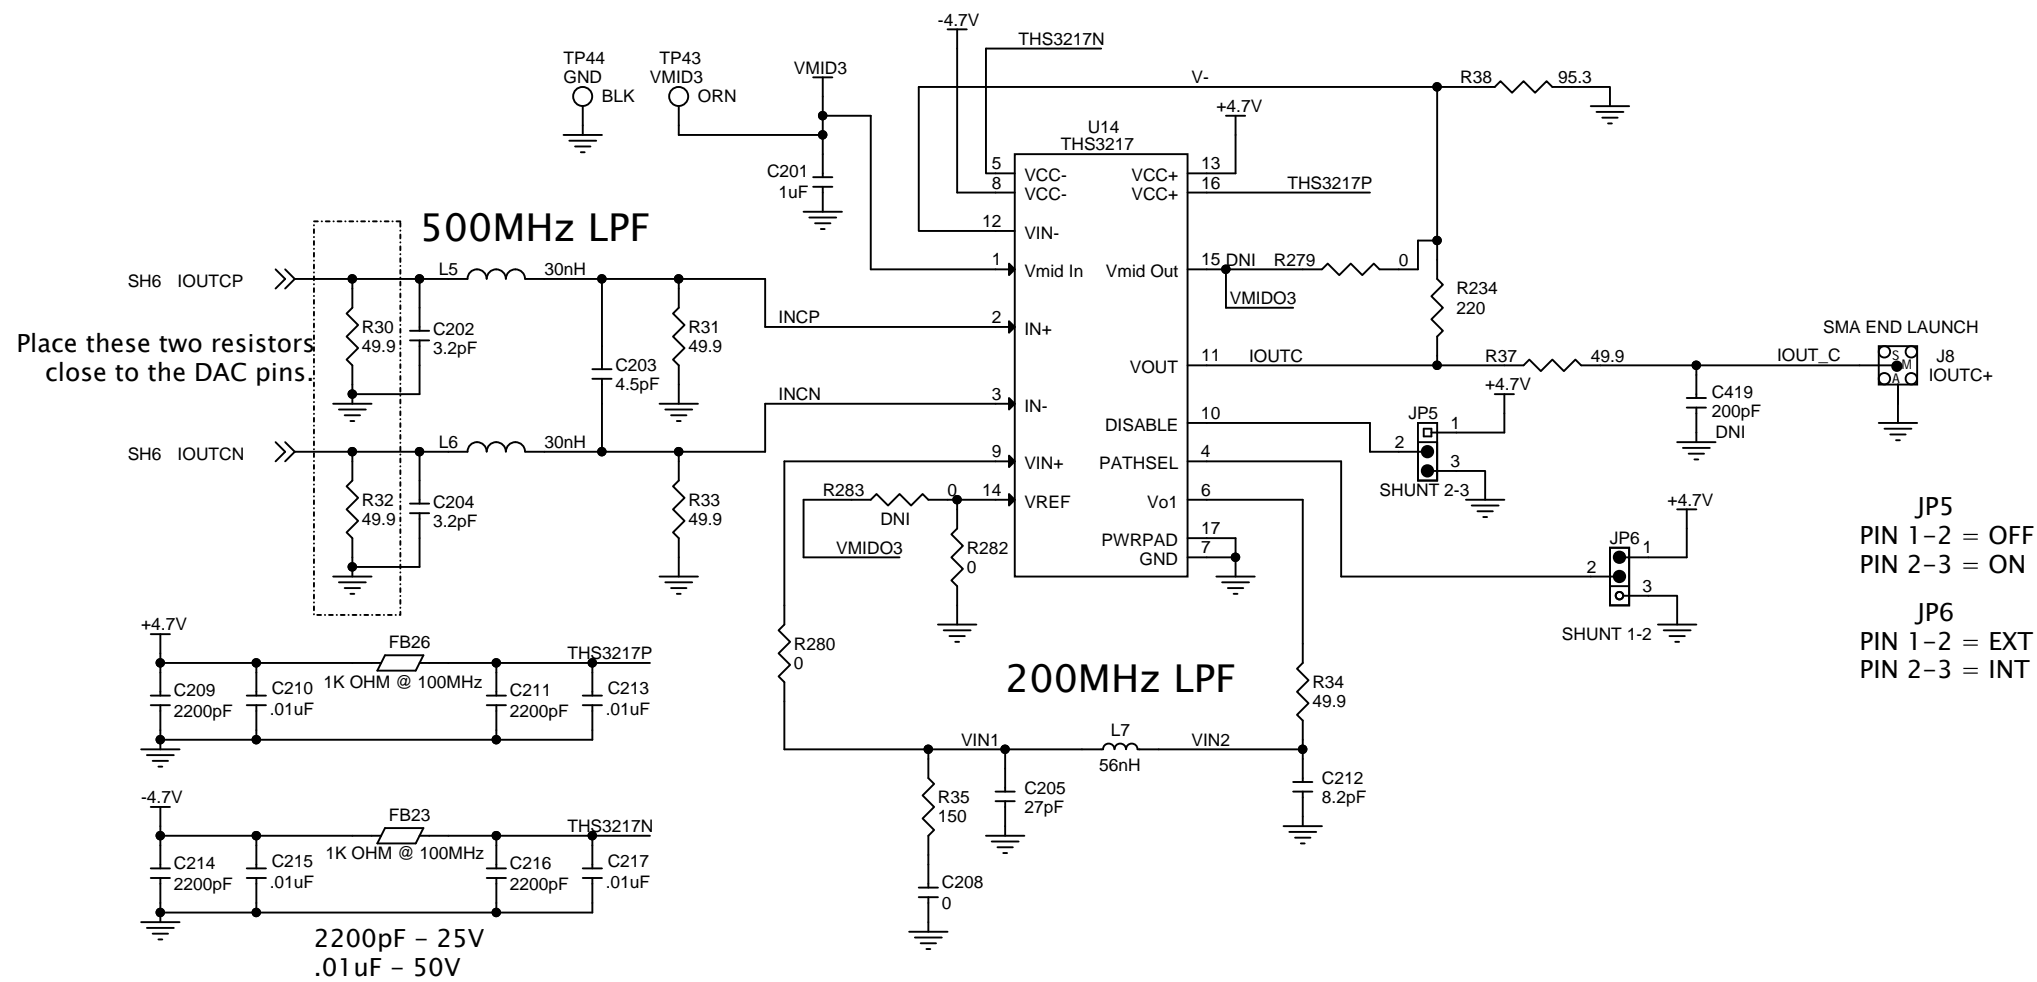 -4.7V
THS3217N
TP44
GND
BLK
TP43
VMID3
ORN
VMID3
V-
R38
95.3
+4.7V
U14
THS3217
C201
1uF
5
VCC-
8
VCC-
12
VIN-
1
Vmid In
2
IN+
3
IN-
9
VIN+
14
VREF
13
VCC+
16
VCC+
THS3217P
15
Vmid Out
DNI
R279
0
VMIDO3
R234
220
11
VOUT
IOUTC
R37
49.9
10
DISABLE
4
PATHSEL
6
Vo1
17
PWRPAD
7
GND
500MHz LPF
SH6 IOUTCP
L5
30nH
R30
49.9
C202
3.2pF
C203
4.5pF
R31
49.9
INCP
Place these two resistors
close to the DAC pins.
INCN
SH6 IOUTCN
L6
30nH
R32
49.9
C204
3.2pF
R33
49.9
R283
0
DNI
VMIDO3
R282
0
SMA END LAUNCH
IOUT_C
S
M
A
J8
IOUTC+
C419
200pF
DNI
+4.7V
JP5
1
2
3
SHUNT 2-3
+4.7V
JP6
1
2
3
SHUNT 1-2
JP5
PIN 1-2 = OFF
PIN 2-3 = ON
JP6
PIN 1-2 = EXT
PIN 2-3 = INT
+4.7V
FB26
1K OHM @ 100MHz
THS3217P
C209
2200pF
C210
.01uF
C211
2200pF
C213
.01uF
R280
0
200MHz LPF
R34
49.9
VIN1
L7
56nH
VIN2
R35
150
C205
27pF
C212
8.2pF
C208
0
-4.7V
FB23
1K OHM @ 100MHz
THS3217N
C214
2200pF
C215
.01uF
C216
2200pF
C217
.01uF
2200pF - 25V
.01uF - 50V